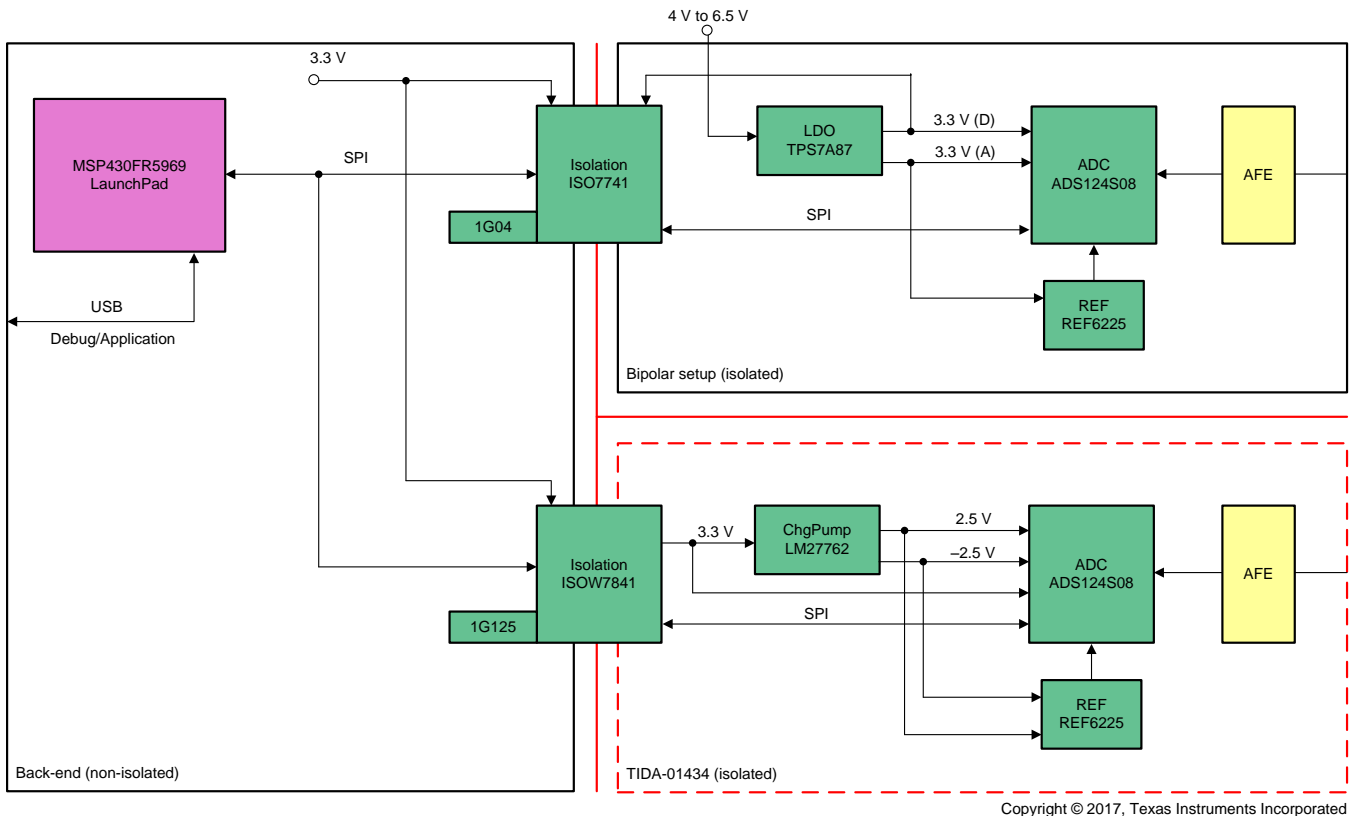 4 V to 6.5 V
3.3 V
MSP430FR5969
LaunchPad
SPI
USB
Debug/Application
Isolation
ISO7741
1G04
LDO
TPS7A87
3.3 V (D)
3.3 V (A)
SPI
ADC
ADS124S08
AFE
REF
REF6225
Bipolar setup (isolated)
Isolation
ISOW7841
1G125
3.3 V
ChgPump
LM27762
2.5 V
–2.5 V
SPI
ADC
ADS124S08
AFE
REF
REF6225
Back-end (non-isolated)
TIDA-01434 (isolated)
Copyright © 2017, Texas Instruments Incorporated